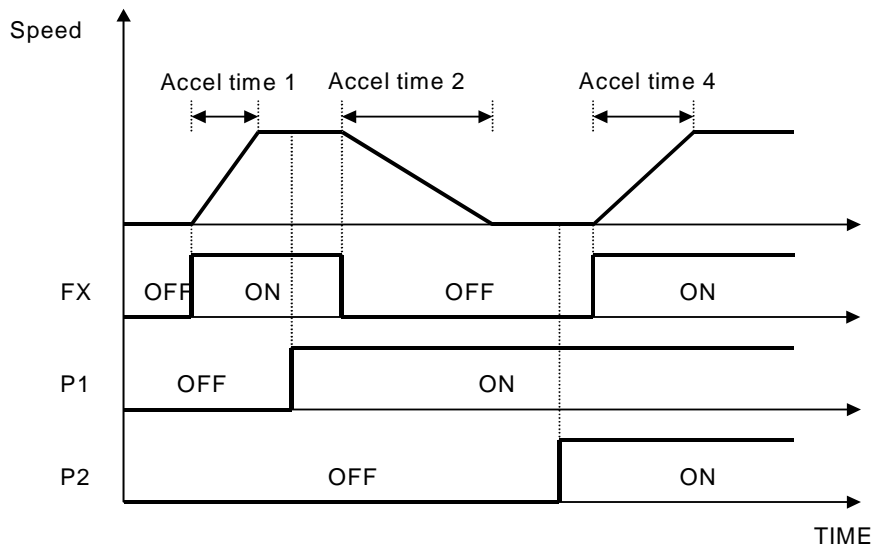 Speed
Accel time 1 Accel time 2 Accel time 4
FX OFF ON OFF ON
P1 OFF ON
P2 OFF ON
TIME